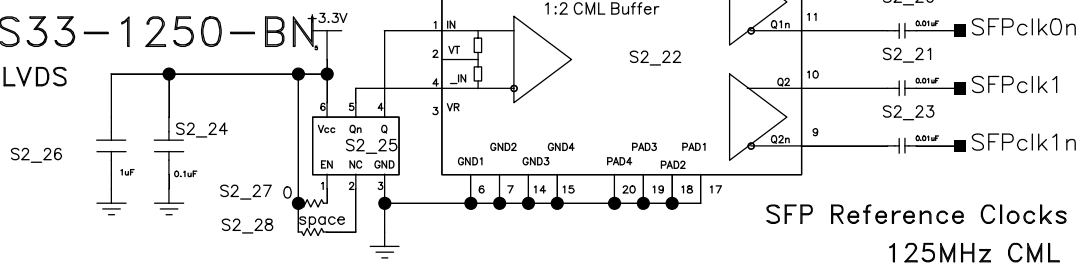 S2_20
+3.3V
1:2 CML Buffer
S33-1250-BN
LVDS
1 IN
2 VT
4 _IN
3 VR
S2_22
Q1n 11 0.01uF SFPclk0n
S2_21
Q2 10 0.01uF SFPclk1
S2_23
Q2n 9 0.01uF SFPclk1n
6 5 4
Vcc Qn Q
S2_25
EN NC GND
1 2 3
S2_24
S2_26
1uF
0.1uF
S2_27 0
S2_28 space
GND1 GND2 GND3 GND4 PAD4 PAD3 PAD2 PAD1
6 7 14 15 20 19 18 17
SFP Reference Clocks
125MHz CML